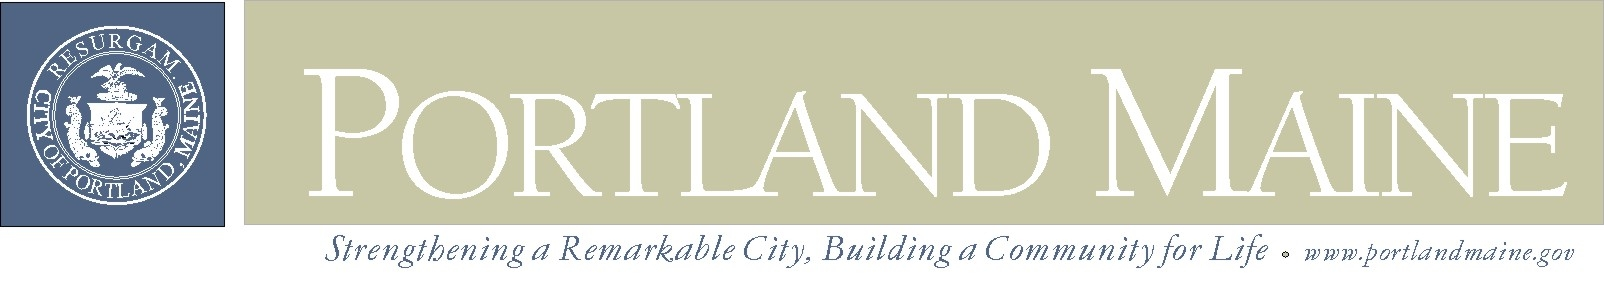 RESURGAM.
CITY OF PORTLAND, MAINE
PORTLAND MAINE
Strengthening a Remarkable City, Building a Community for Life • www.portlandmaine.gov